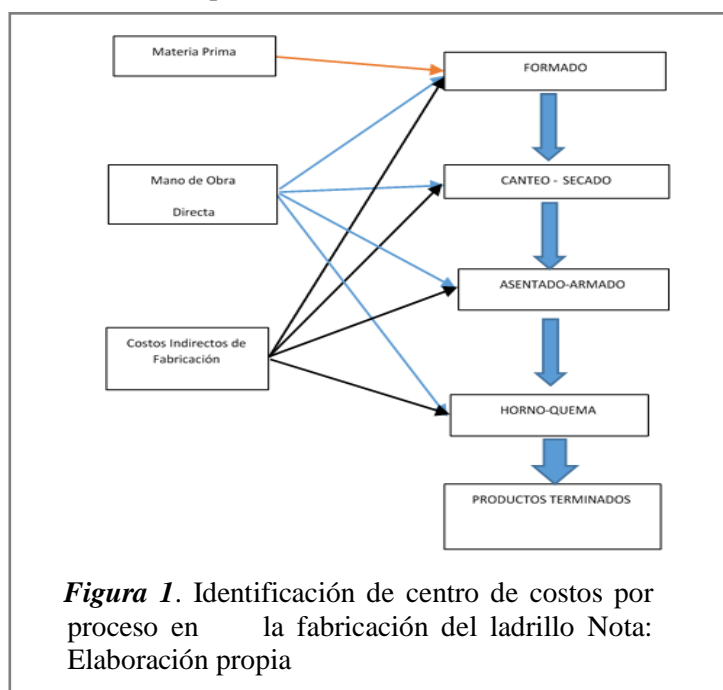 Materia Prima
FORMADO
Mano de Obra
Directa
CANTEO - SECADO
ASENTADO-ARMADO
Costos Indirectos de
Fabricación
HORNO-QUEMA
PRODUCTOS TERMINADOS
Figura 1. Identificación de centro de costos por
proceso en la fabricación del ladrillo Nota:
Elaboración propia